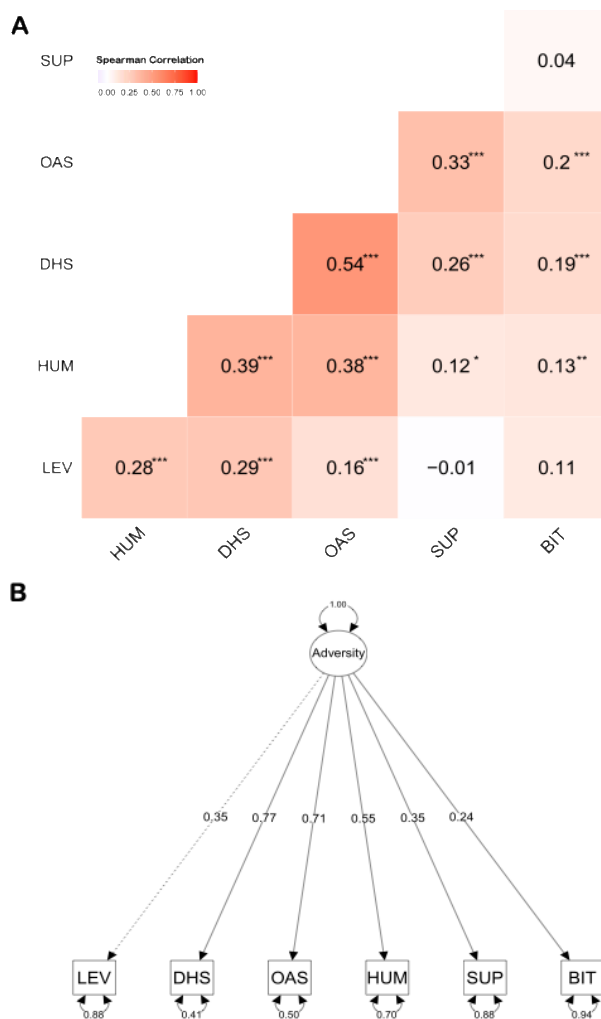 A
SUP
Spearman Correlation
0.00 0.25 0.50 0.75 1.00
0.04
OAS
0.33***
0.2***
DHS
0.54***
0.26***
0.19***
HUM
0.39***
0.38***
0.12*
0.13**
LEV
0.28***
0.29***
0.16***
−0.01
0.11
HUM
DHS
OAS
SUP
BIT
B
1.00
Adversity
0.35
0.77
0.71
0.55
0.35
0.24
LEV
DHS
OAS
HUM
SUP
BIT
0.88
0.41
0.50
0.70
0.88
0.94